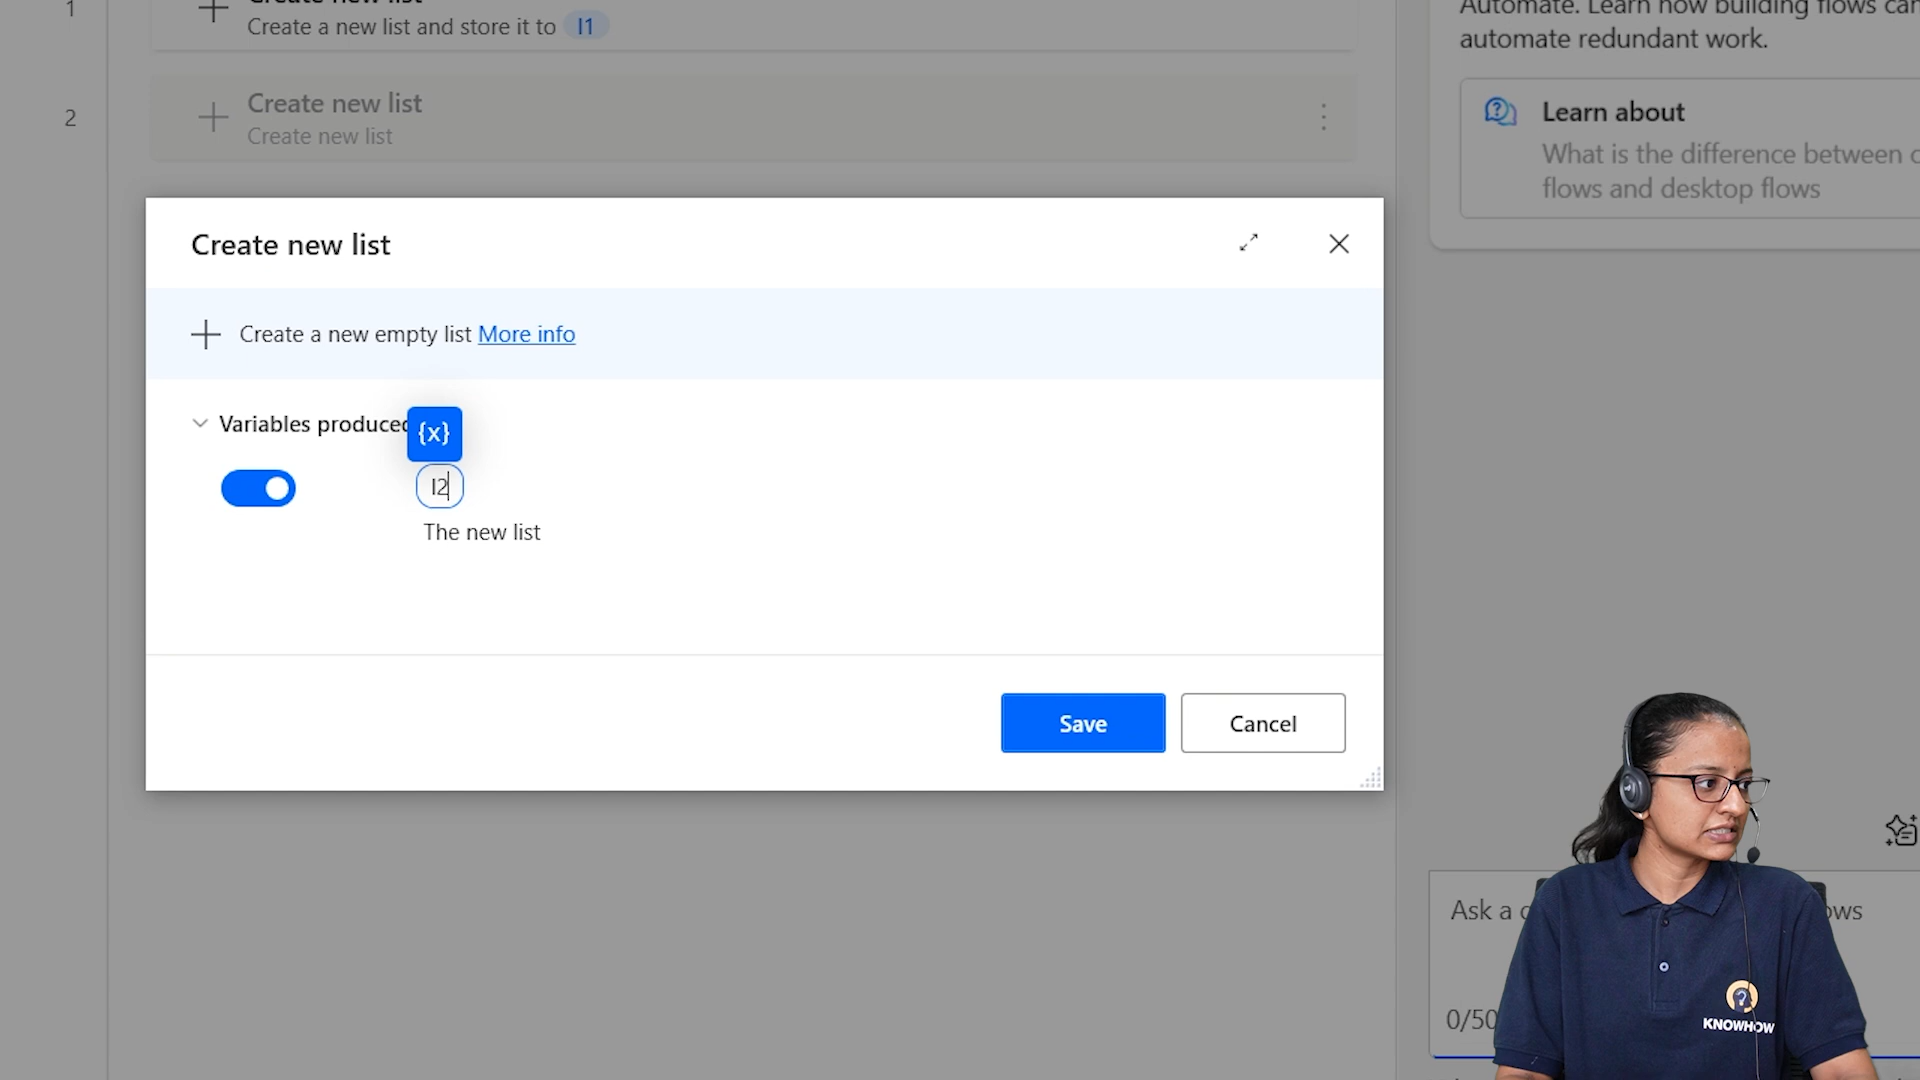 1
Create a new list and store it to l1
2
Create new list
Create new list
Automate. Learn how building flows can
automate redundant work.
Learn about
What is the difference between
flows and desktop flows
Create new list
Create a new empty list More info
Variables produced
{x}
l2
The new list
Save
Cancel
Ask a
0/50
KNOWHOW